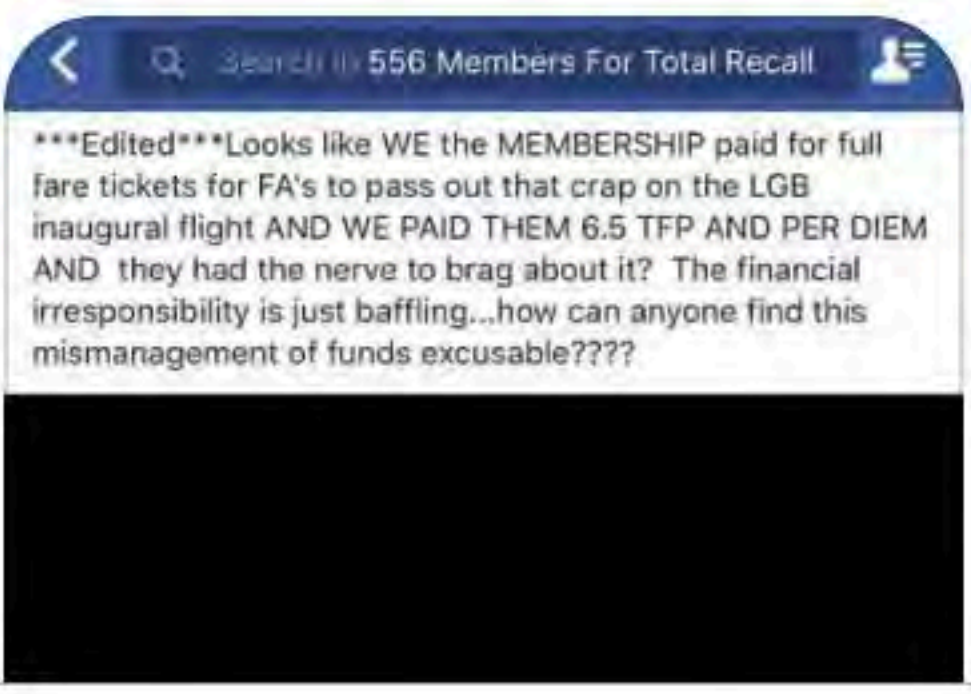 Search in 556 Members For Total Recall
***Edited***Looks like WE the MEMBERSHIP paid for full
fare tickets for FA's to pass out that crap on the LGB
inaugural flight AND WE PAID THEM 6.5 TFP AND PER DIEM
AND they had the nerve to brag about it? The financial
irresponsibility is just baffling...how can anyone find this
mismanagement of funds excusable????